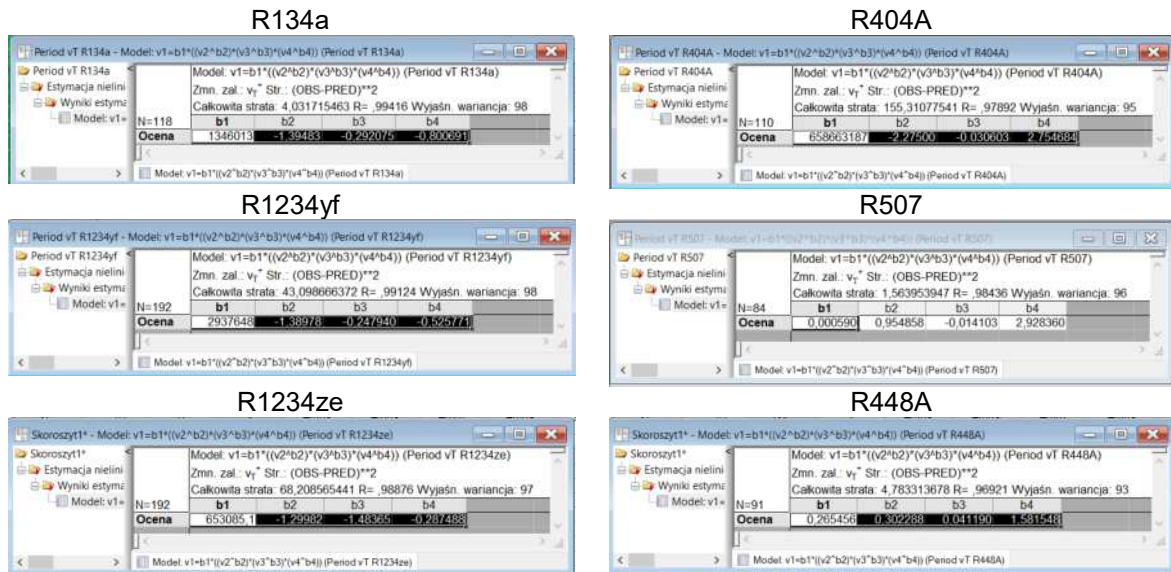 R134a
Period vT R134a - Model: v1=b1*((v2^b2)*(v3^b3)*(v4^b4)) (Period vT R134a)
Period vT R134a
Estymacja nielini
Wyniki estyma
Model: v1=
Model: v1=b1*((v2^b2)*(v3^b3)*(v4^b4)) (Period vT R134a)
Zmn. zal.: vT+ Str.: (OBS-PRED)**2
Całkowita strata: 4,031715463 R= ,99416 Wyjaśn. wariancja: 98
N=118 b1 b2 b3 b4
Ocena 1346013 -1.39483 -0.292075 -0.800691
Model: v1=b1*((v2^b2)*(v3^b3)*(v4^b4)) (Period vT R134a)
R404A
Period vT R404A - Model: v1=b1*((v2^b2)*(v3^b3)*(v4^b4)) (Period vT R404A)
Period vT R404A
Estymacja nielini
Wyniki estyma
Model: v1=
Model: v1=b1*((v2^b2)*(v3^b3)*(v4^b4)) (Period vT R404A)
Zmn. zal.: vT+ Str.: (OBS-PRED)**2
Całkowita strata: 155,31077541 R= ,97892 Wyjaśn. wariancja: 95
N=110 b1 b2 b3 b4
Ocena 658663187 -2.27500 -0.030603 2.754684
Model: v1=b1*((v2^b2)*(v3^b3)*(v4^b4)) (Period vT R404A)
R1234yf
Period vT R1234yf - Model: v1=b1*((v2^b2)*(v3^b3)*(v4^b4)) (Period vT R1234yf)
Period vT R1234yf
Estymacja nielini
Wyniki estyma
Model: v1=
Model: v1=b1*((v2^b2)*(v3^b3)*(v4^b4)) (Period vT R1234yf)
Zmn. zal.: vT+ Str.: (OBS-PRED)**2
Całkowita strata: 43,098666372 R= ,99124 Wyjaśn. wariancja: 98
N=192 b1 b2 b3 b4
Ocena 2937648 -1.38978 -0.247940 -0.525771
Model: v1=b1*((v2^b2)*(v3^b3)*(v4^b4)) (Period vT R1234yf)
R507
Period vT R507 - Model: v1=b1*((v2^b2)*(v3^b3)*(v4^b4)) (Period vT R507)
Period vT R507
Estymacja nielini
Wyniki estyma
Model: v1=
Model: v1=b1*((v2^b2)*(v3^b3)*(v4^b4)) (Period vT R507)
Zmn. zal.: vT+ Str.: (OBS-PRED)**2
Całkowita strata: 1,563953947 R= ,98436 Wyjaśn. wariancja: 96
N=84 b1 b2 b3 b4
Ocena 0,000590 0,954858 -0,014103 2,928360
Model: v1=b1*((v2^b2)*(v3^b3)*(v4^b4)) (Period vT R507)
R1234ze
Skoroszyt1* - Model: v1=b1*((v2^b2)*(v3^b3)*(v4^b4)) (Period vT R1234ze)
Skoroszyt1*
Estymacja nielini
Wyniki estyma
Model: v1=
Model: v1=b1*((v2^b2)*(v3^b3)*(v4^b4)) (Period vT R1234ze)
Zmn. zal.: vT+ Str.: (OBS-PRED)**2
Całkowita strata: 68,208565441 R= ,98876 Wyjaśn. wariancja: 97
N=192 b1 b2 b3 b4
Ocena 653085,1 -1.29982 -1.48365 -0.287488
Model: v1=b1*((v2^b2)*(v3^b3)*(v4^b4)) (Period vT R1234ze)
R448A
Skoroszyt1* - Model: v1=b1*((v2^b2)*(v3^b3)*(v4^b4)) (Period vT R448A)
Skoroszyt1*
Estymacja nielini
Wyniki estyma
Model: v1=
Model: v1=b1*((v2^b2)*(v3^b3)*(v4^b4)) (Period vT R448A)
Zmn. zal.: vT+ Str.: (OBS-PRED)**2
Całkowita strata: 4,783313678 R= ,96921 Wyjaśn. wariancja: 93
N=91 b1 b2 b3 b4
Ocena 0,265456 0.302288 0.041190 1.581548
Model: v1=b1*((v2^b2)*(v3^b3)*(v4^b4)) (Period vT R448A)